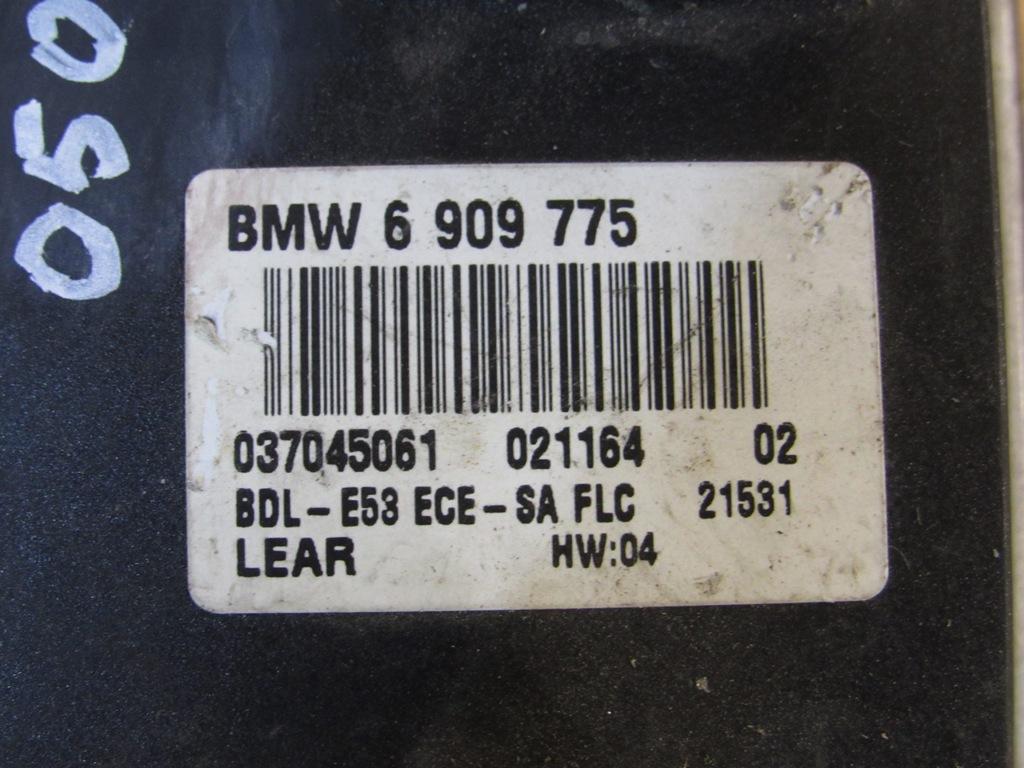 050
BMW 6 909 775
037045061 021164 02
BDL-E53 ECE-SA FLC 21531
LEAR HW:04